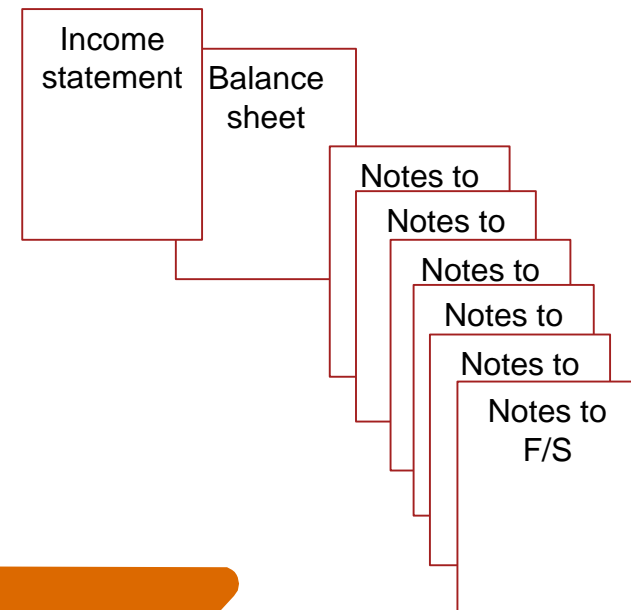 Income
statement
Balance
sheet
Notes to
Notes to
Notes to
Notes to
Notes to
Notes to
F/S